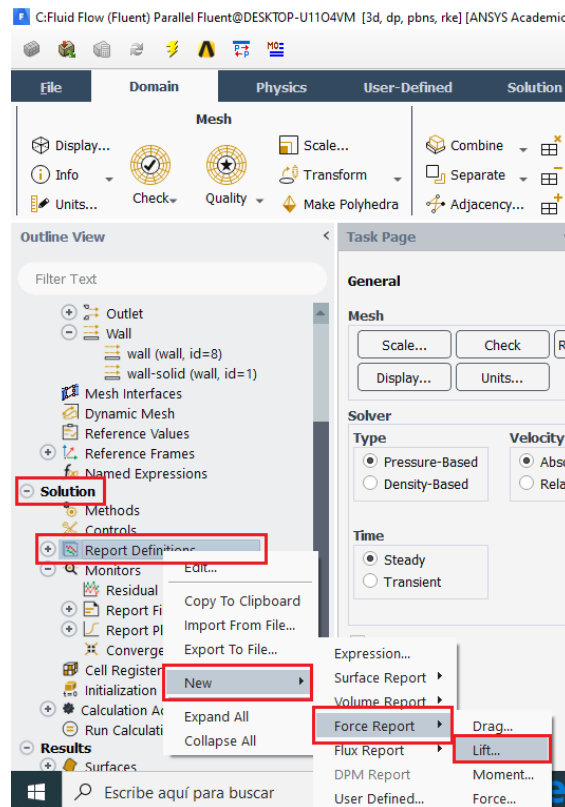 C:Fluid Flow (Fluent) Parallel Fluent@DESKTOP-U11O4VM [3d, dp, pbns, rke] [ANSYS Academic
File Domain Physics User-Defined Solution
Mesh
Display... Scale... Combine
Info Transform Separate
Units... Check Quality Make Polyhedra Adjacency...
Outline View < Task Page
Filter Text
General
Outlet
Mesh
Wall
wall (wall, id=8)
Scale... Check R
wall-solid (wall, id=1)
Display... Units...
Mesh Interfaces
Dynamic Mesh
Solver
Reference Values
Type Velocity
Reference Frames
Pressure-Based Abso
Named Expressions
Density-Based Rela
Solution
Methods
Controls
Time
Report Definitions
Steady
Edit...
Monitors
Transient
Residual
Copy To Clipboard
Report Fi
Import From File...
Report Pl
Export To File...
Converge
Expression...
Cell Register
New
Surface Report
Initialization
Volume Report
Calculation Ac
Expand All
Force Report Drag...
Run Calculati
Collapse All
Flux Report Lift...
Results
Surfaces
DPM Report Moment...
Escribe aquí para buscar
User Defined... Force...